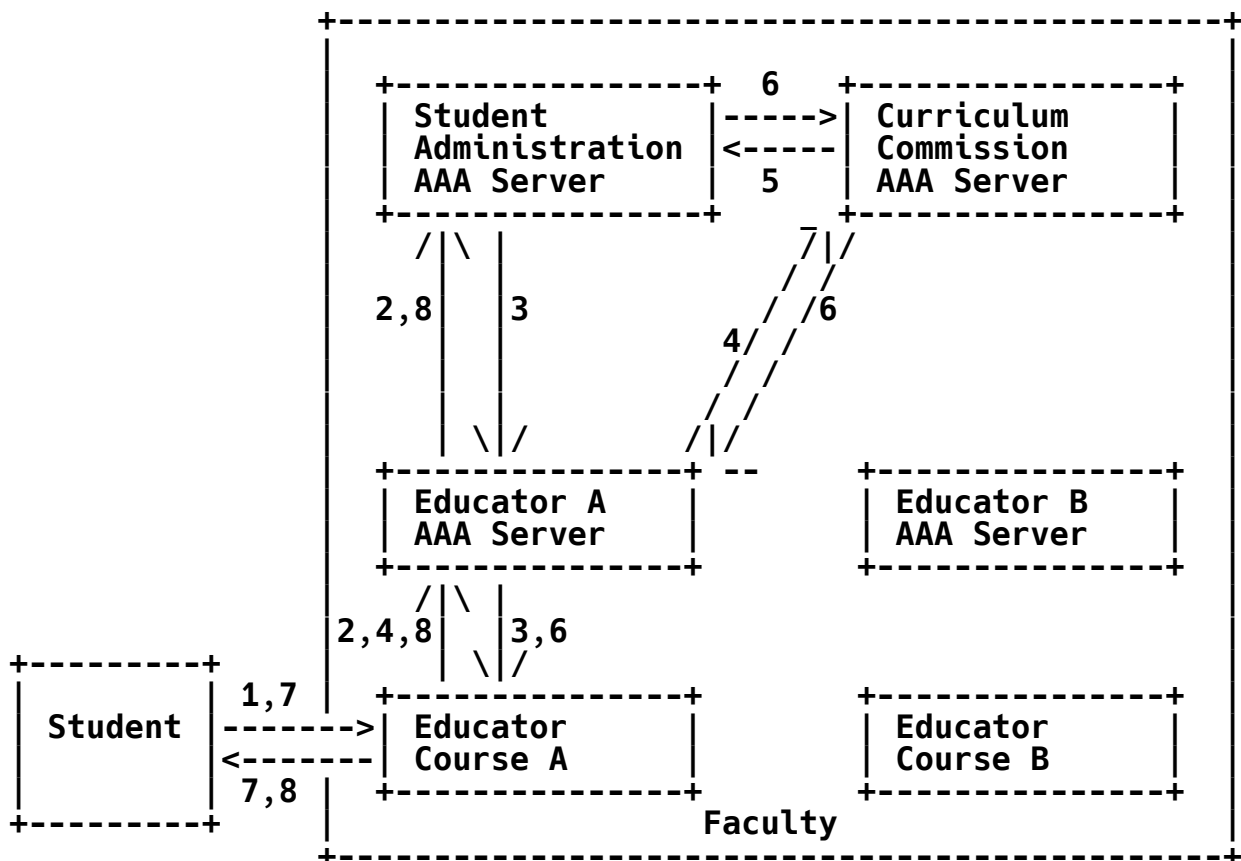 6
Student Curriculum
Administration Commission
AAA Server 5 AAA Server
2,8 3 6
4
Educator A Educator B
AAA Server AAA Server
2,4,8 3,6
1,7
Student Educator Educator
Course A Course B
7,8
Faculty